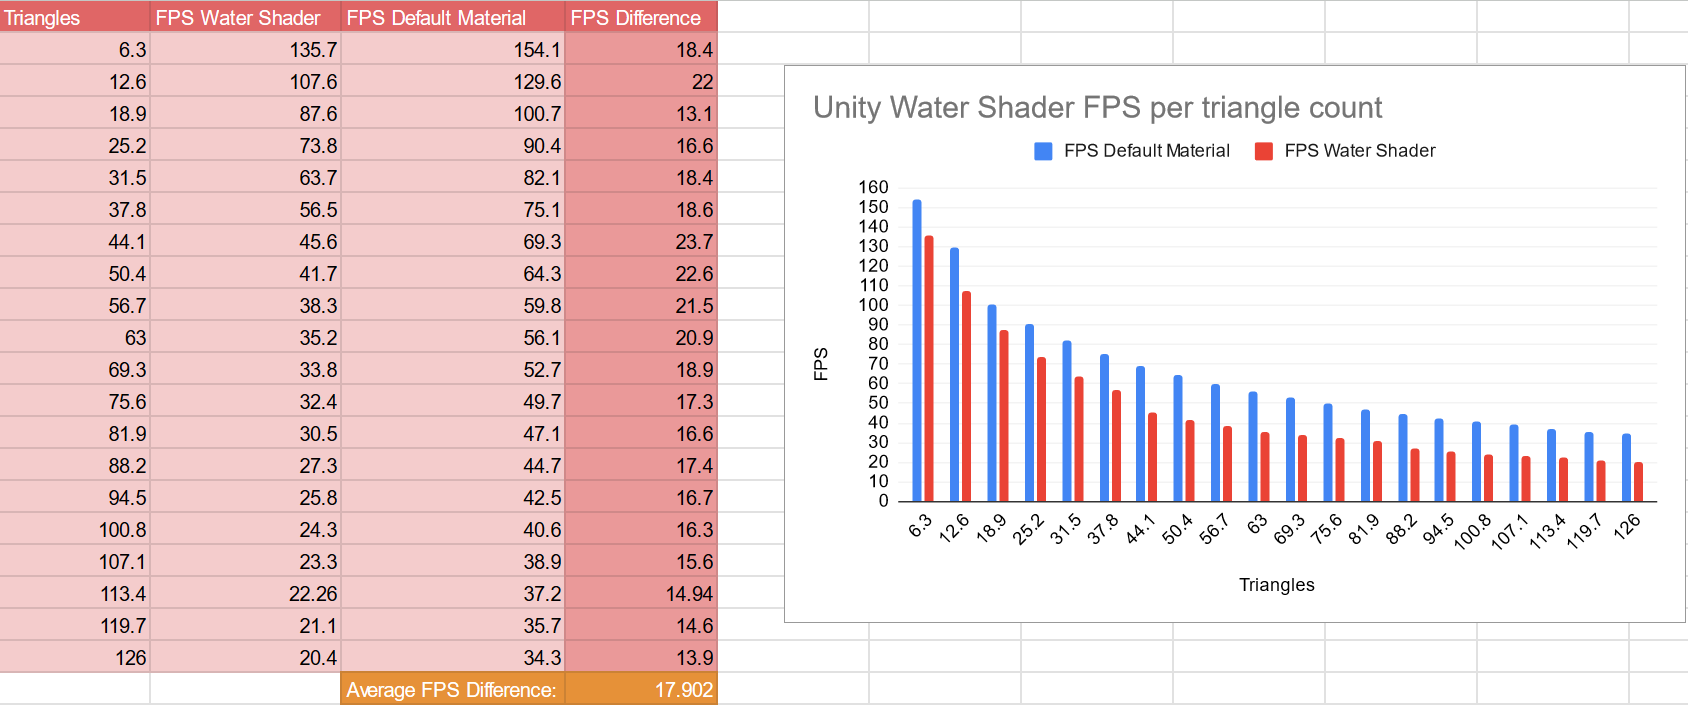 Triangles FPS Water Shader FPS Default Material FPS Difference
6.3 135.7 154.1 18.4
12.6 107.6 129.6 22
18.9 87.6 100.7 13.1
25.2 73.8 90.4 16.6
31.5 63.7 82.1 18.4
37.8 56.5 75.1 18.6
44.1 45.6 69.3 23.7
50.4 41.7 64.3 22.6
56.7 38.3 59.8 21.5
63 35.2 56.1 20.9
69.3 33.8 52.7 18.9
75.6 32.4 49.7 17.3
81.9 30.5 47.1 16.6
88.2 27.3 44.7 17.4
94.5 25.8 42.5 16.7
100.8 24.3 40.6 16.3
107.1 23.3 38.9 15.6
113.4 22.26 37.2 14.94
119.7 21.1 35.7 14.6
126 20.4 34.3 13.9
Average FPS Difference: 17.902
Unity Water Shader FPS per triangle count
FPS Default Material FPS Water Shader
160
150
140
130
120
110
100
90
80
70
60
50
40
30
20
10
0
FPS
6.3 12.6 18.9 25.2 31.5 37.8 44.1 50.4 56.7 63 69.3 75.6 81.9 88.2 94.5 100.8 107.1 113.4 119.7 126
Triangles